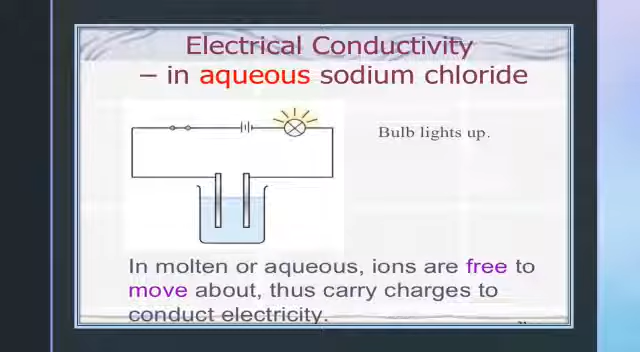 Electrical Conductivity
– in aqueous sodium chloride
Bulb lights up.
In molten or aqueous, ions are free to
move about, thus carry charges to
conduct electricity.